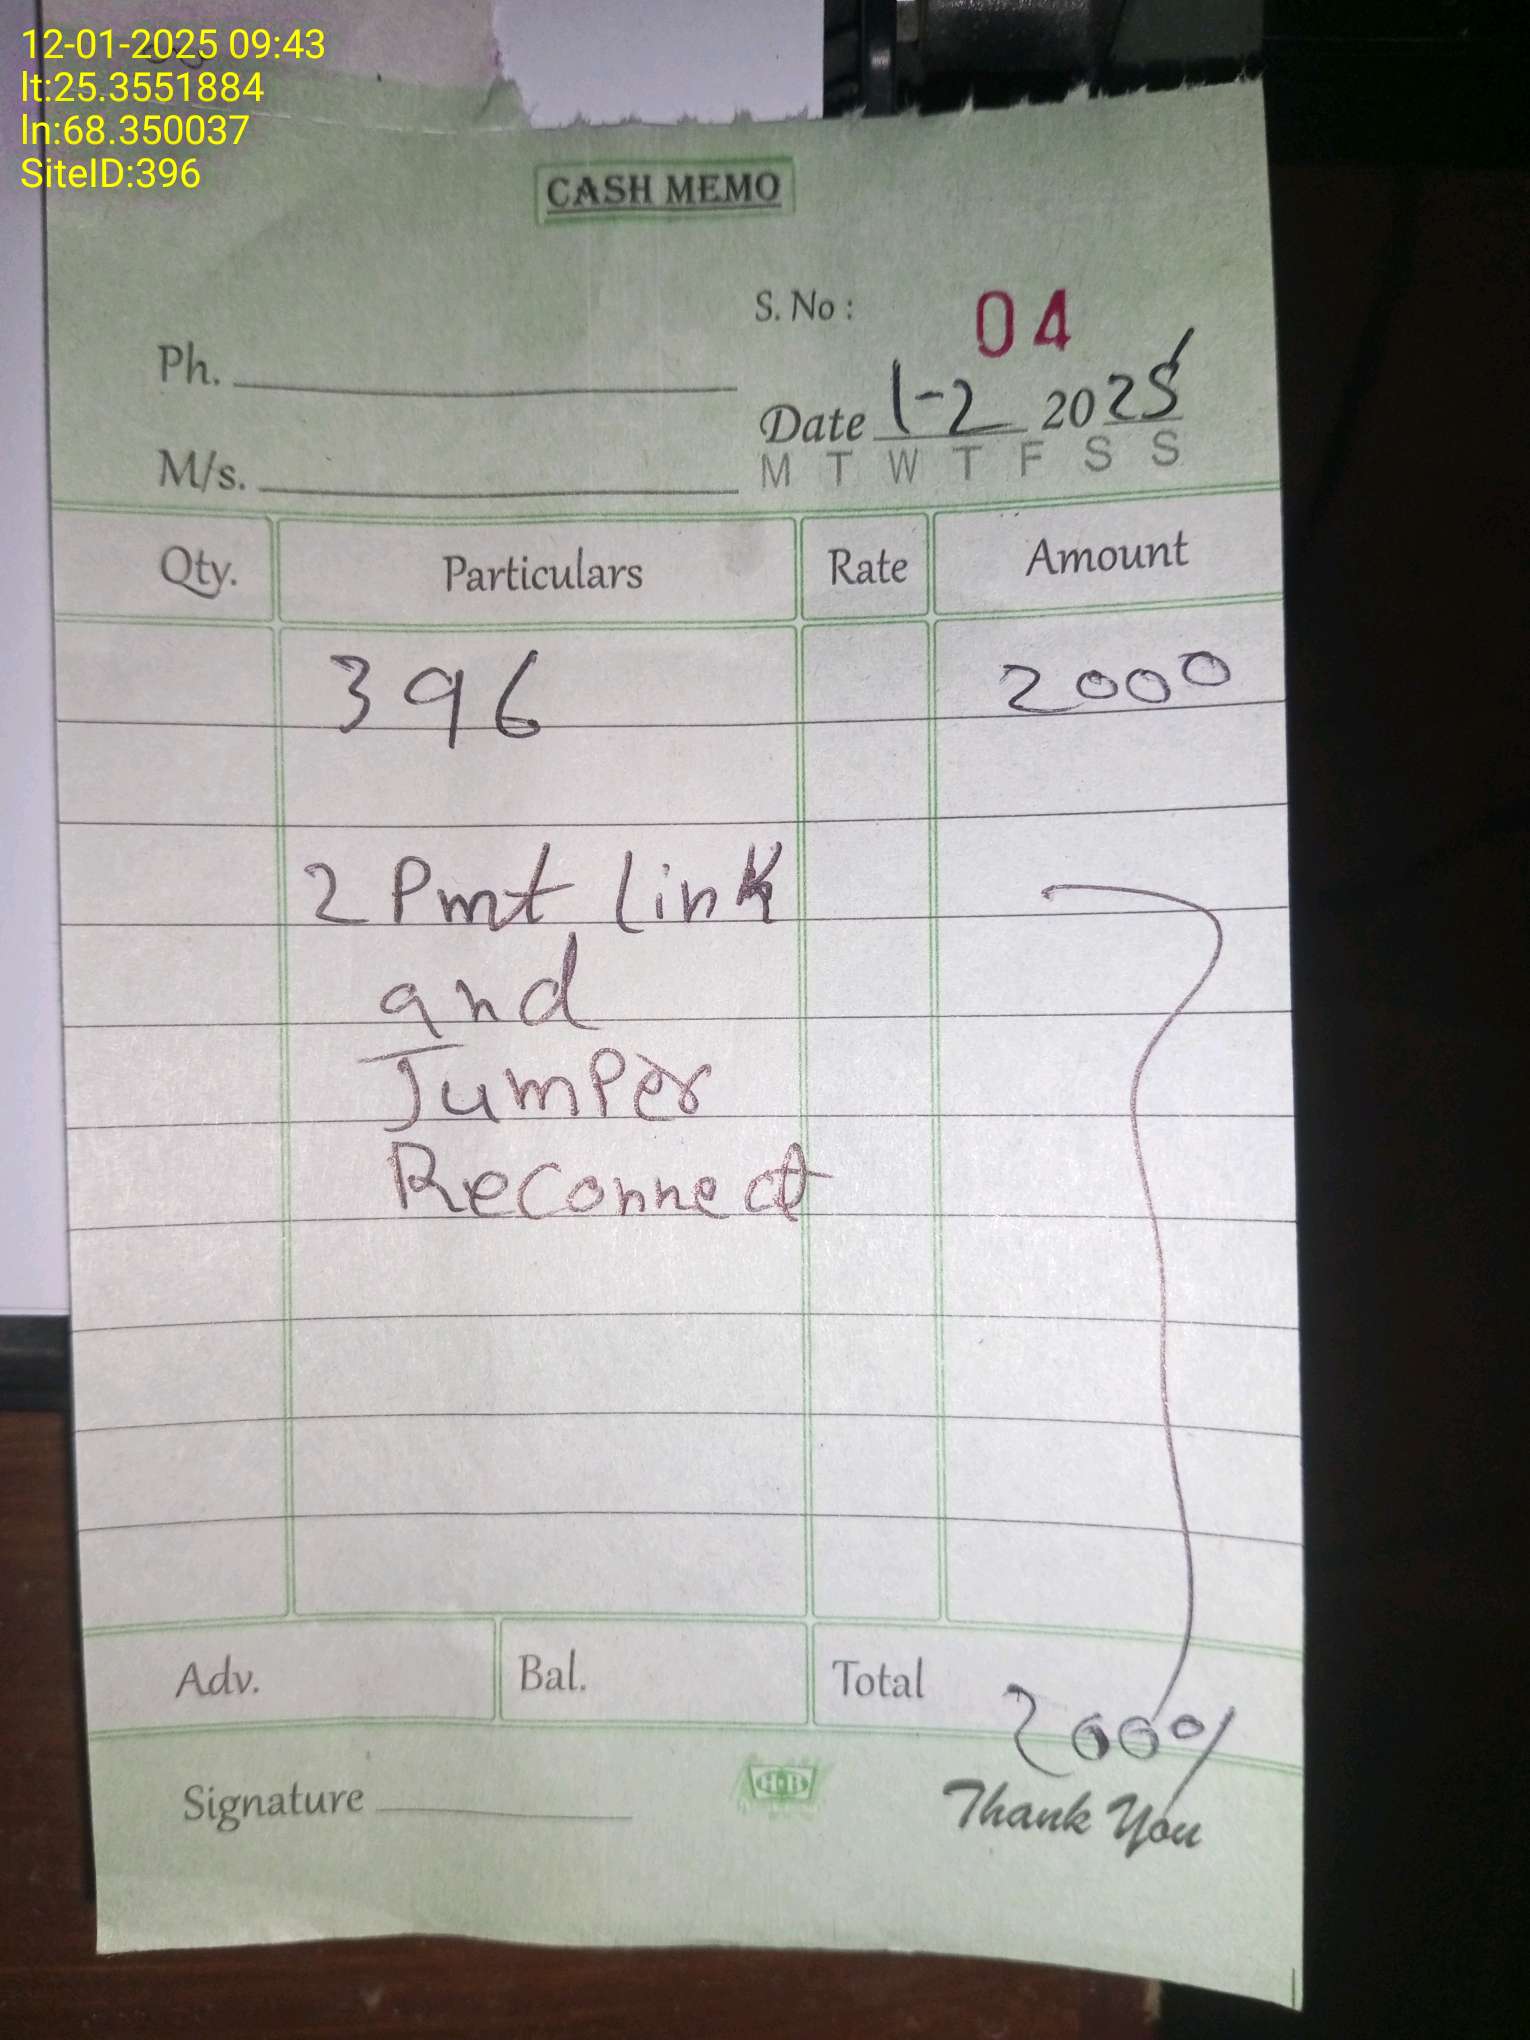 12-01-2025 09:43
lt:25.3551884
ln:68.350037
SiteID:396
CASH MEMO
S. No : 04
Ph.
Date 1-2 2025
M/s.
M T W T F S S
Qty. Particulars Rate Amount
396 2000
2 Pmt link
and
Jumper
Reconnect
Adv. Bal. Total 2000/
Signature
H-B
Thank You